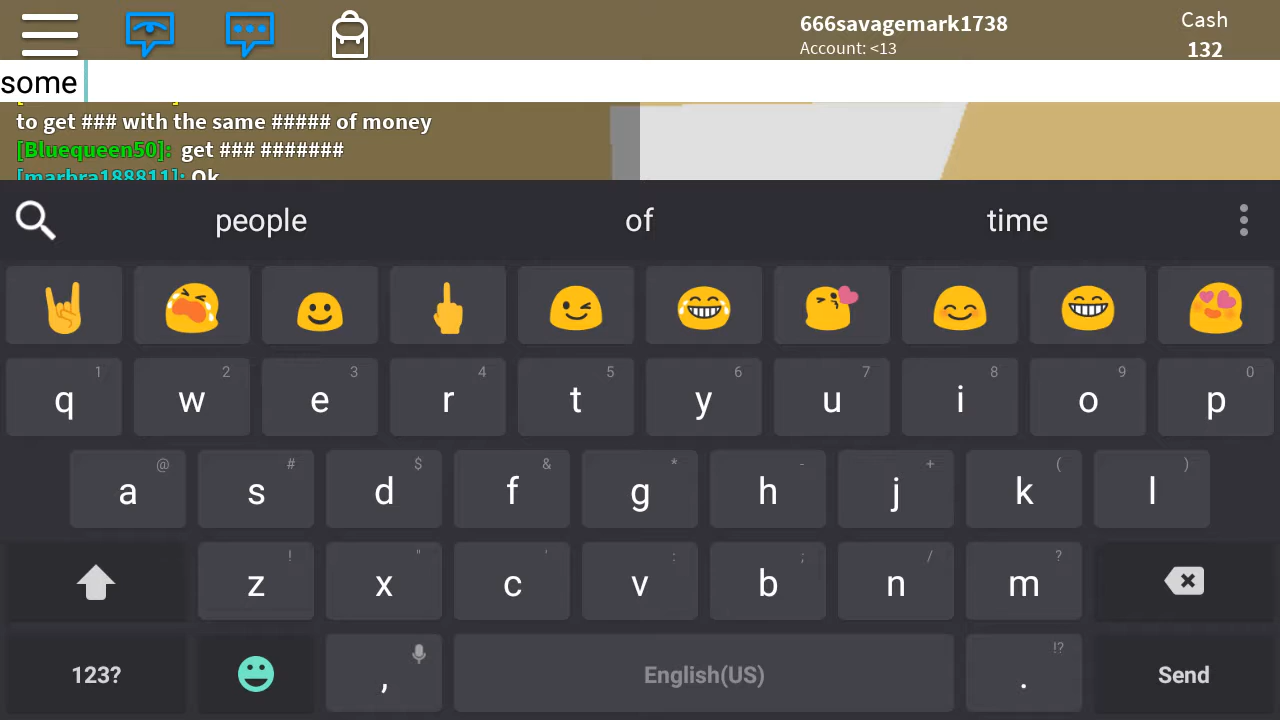 666savagemark1738
Account: <13
Cash
132
some
to get ### with the same ##### of money
[Bluequeen50]: get ### #######
[marbra188811]: Ok
people of time
1 2 3 4 5 6 7 8 9 0
q w e r t y u i o p
@ # $ & * - + ( )
a s d f g h j k l
! " ' : ; / ?
z x c v b n m
!?
123? , English(US) . Send